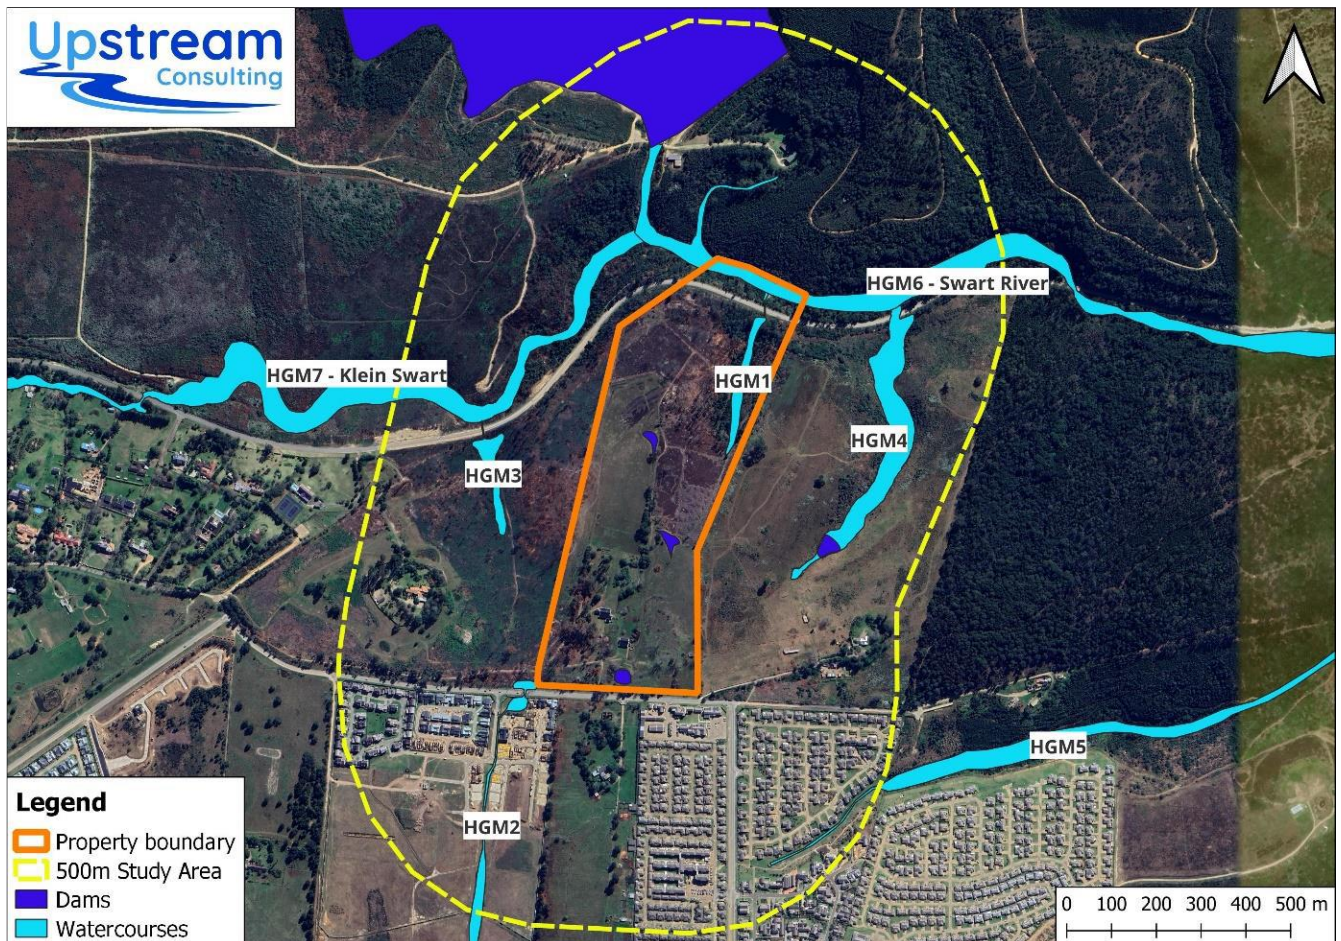 Upstream
Consulting
HGM6 - Swart River
HGM7 - Klein Swart
HGM1
HGM4
HGM3
HGM5
HGM2
Legend
Property boundary
500m Study Area
Dams
Watercourses
0 100 200 300 400 500 m